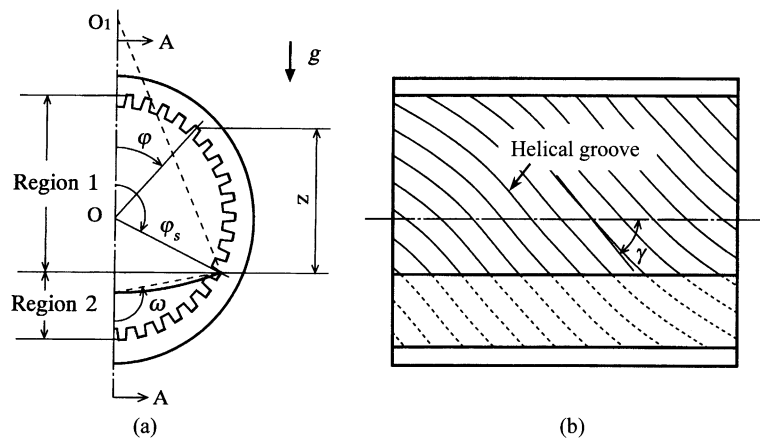 O1
A
g
φ
Region 1
Helical groove
z
O
φs
γ
Region 2
ω
A
(a)
(b)